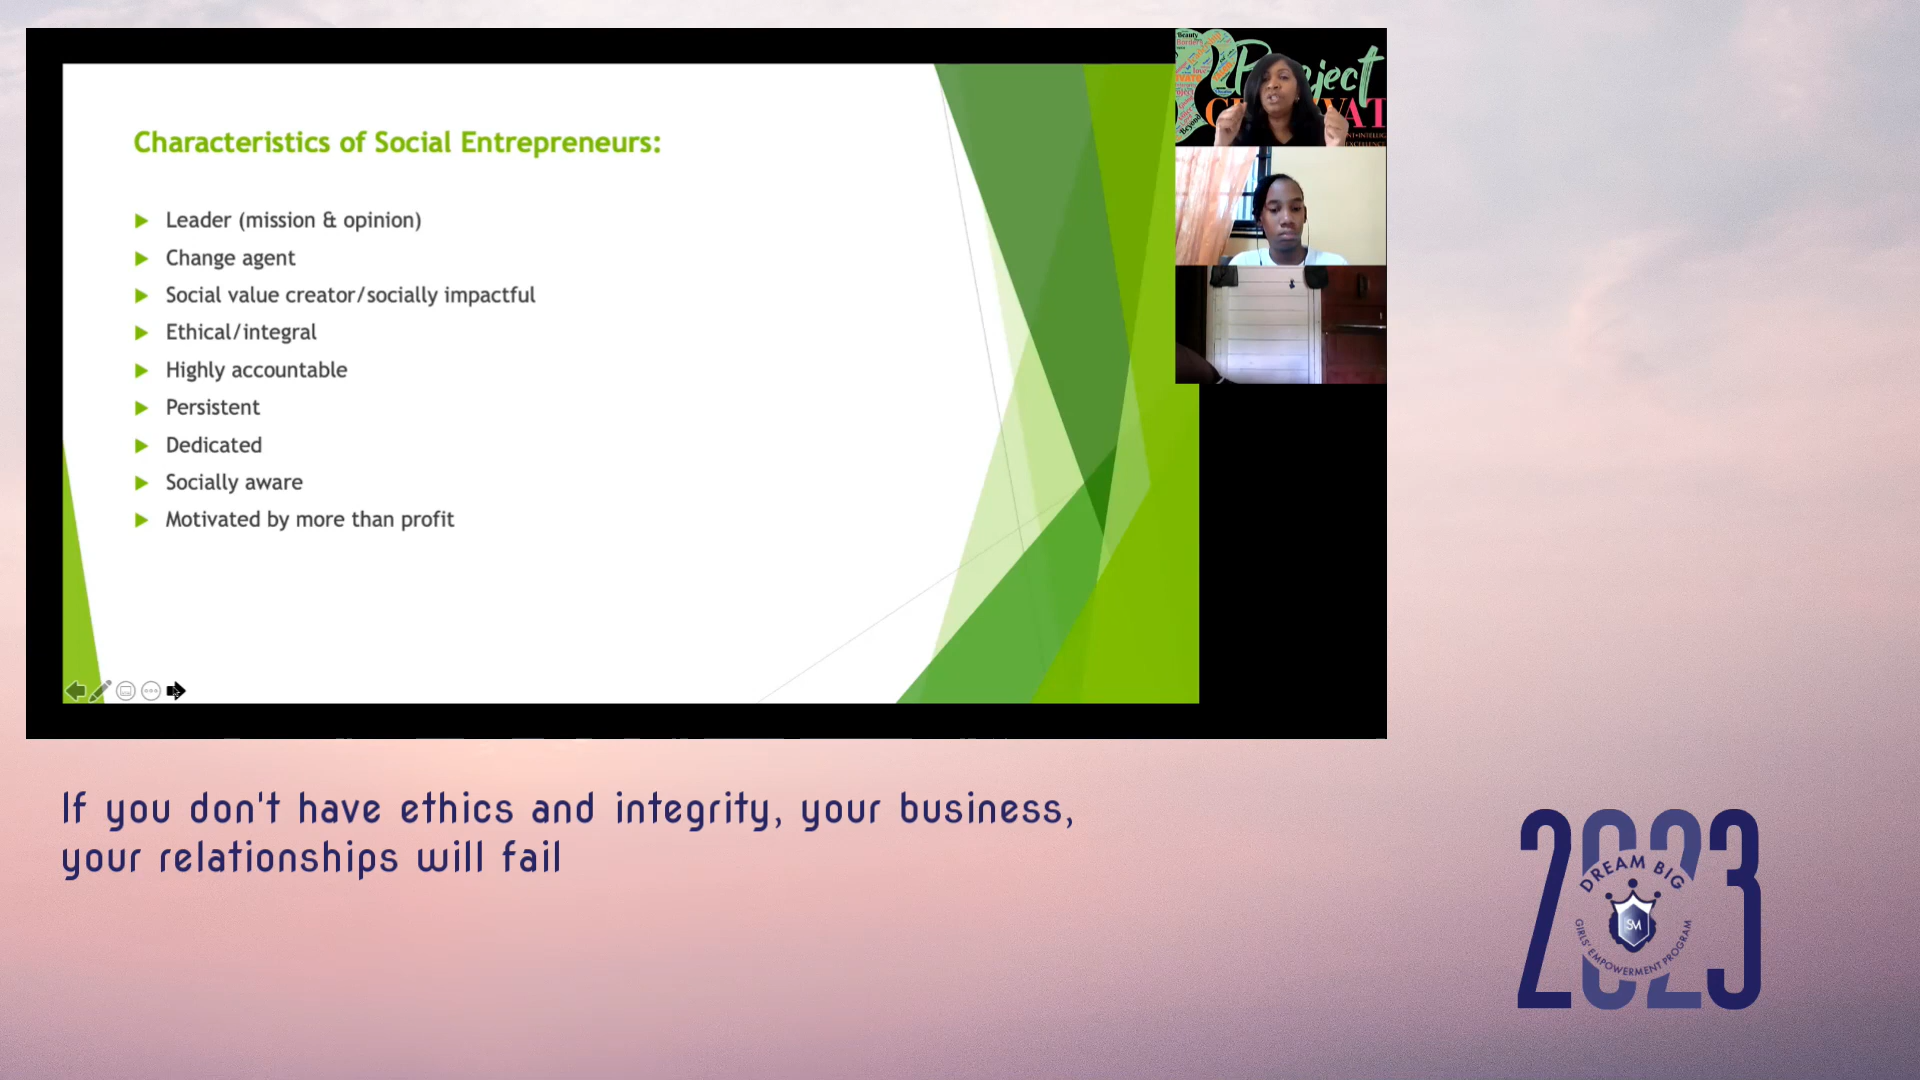 Characteristics of Social Entrepreneurs:
Leader (mission & opinion)
Change agent
Social value creator/socially impactful
Ethical/integral
Highly accountable
Persistent
Dedicated
Socially aware
Motivated by more than profit
Beauty
Project
If you don't have ethics and integrity, your business,
your relationships will fail
2023
DREAM BIG
SM
GIRLS' EMPOWERMENT PROGRAM